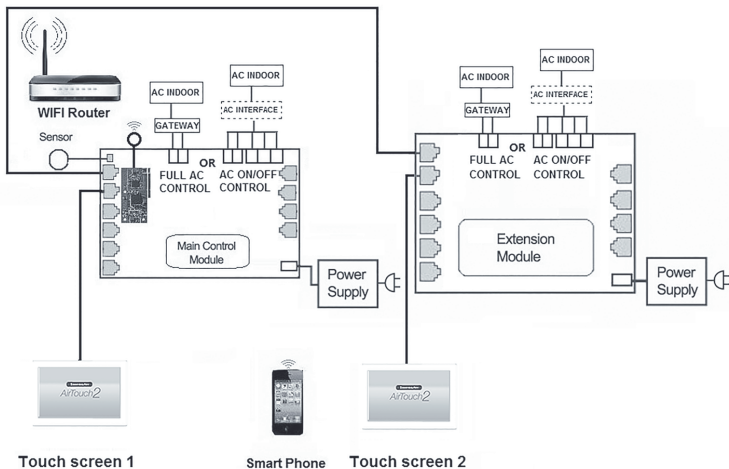 WIFI Router
Sensor
AC INDOOR
GATEWAY
AC INDOOR
AC INTERFACE
OR
FULL AC
CONTROL
AC ON/OFF
CONTROL
Main Control
Module
Power
Supply
AC INDOOR
GATEWAY
AC INDOOR
AC INTERFACE
OR
FULL AC
CONTROL
AC ON/OFF
CONTROL
Extension
Module
Power
Supply
AirTouch2
AirTouch2
Touch screen 1
Smart Phone
Touch screen 2